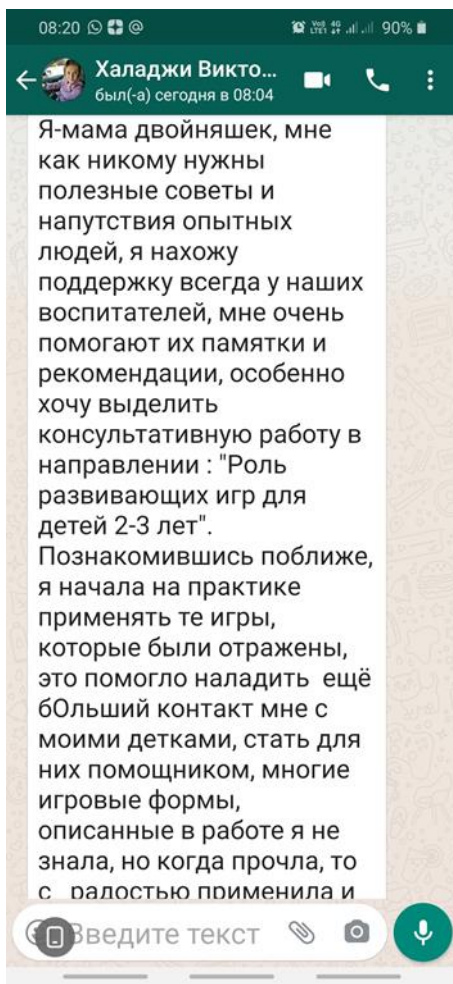 08:20
VoB LTE1 4G 90%
Халаджи Викто...
был(-а) сегодня в 08:04
Я-мама двойняшек, мне
как никому нужны
полезные советы и
напутствия опытных
людей, я нахожу
поддержку всегда у наших
воспитателей, мне очень
помогают их памятки и
рекомендации, особенно
хочу выделить
консультативную работу в
направлении : "Роль
развивающих игр для
детей 2-3 лет".
Познакомившись поближе,
я начала на практике
применять те игры,
которые были отражены,
это помогло наладить ещё
бОльший контакт мне с
моими детками, стать для
них помощником, многие
игровые формы,
описанные в работе я не
знала, но когда прочла, то
с радостью применила и
Введите текст